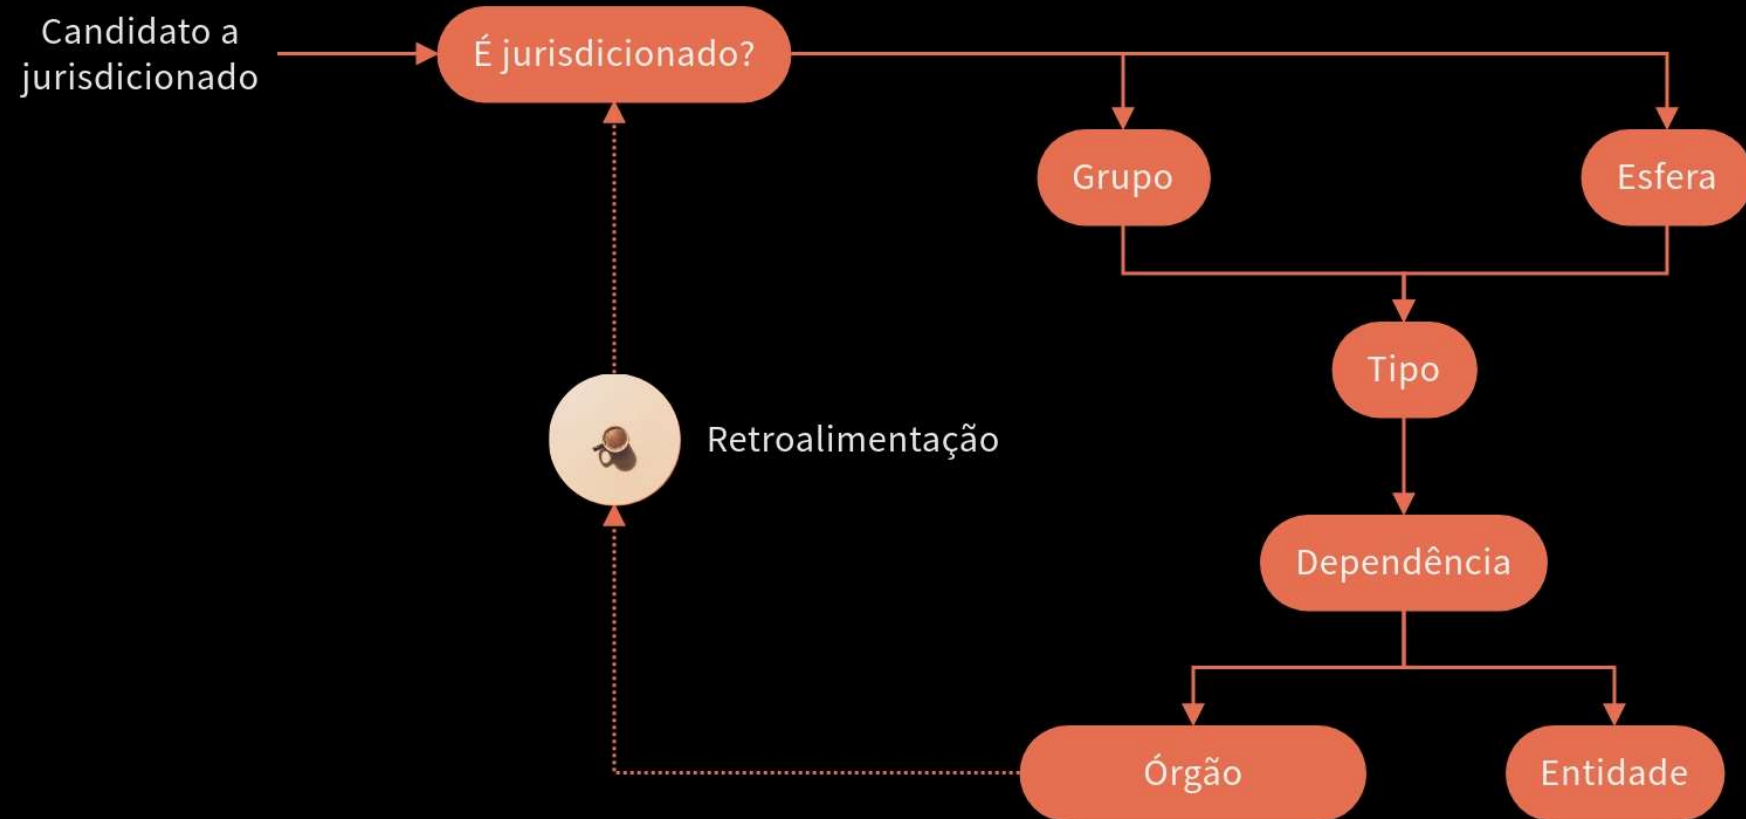 Candidato a
jurisdicionado
É jurisdicionado?
Grupo
Esfera
Tipo
Retroalimentação
Dependência
Órgão
Entidade